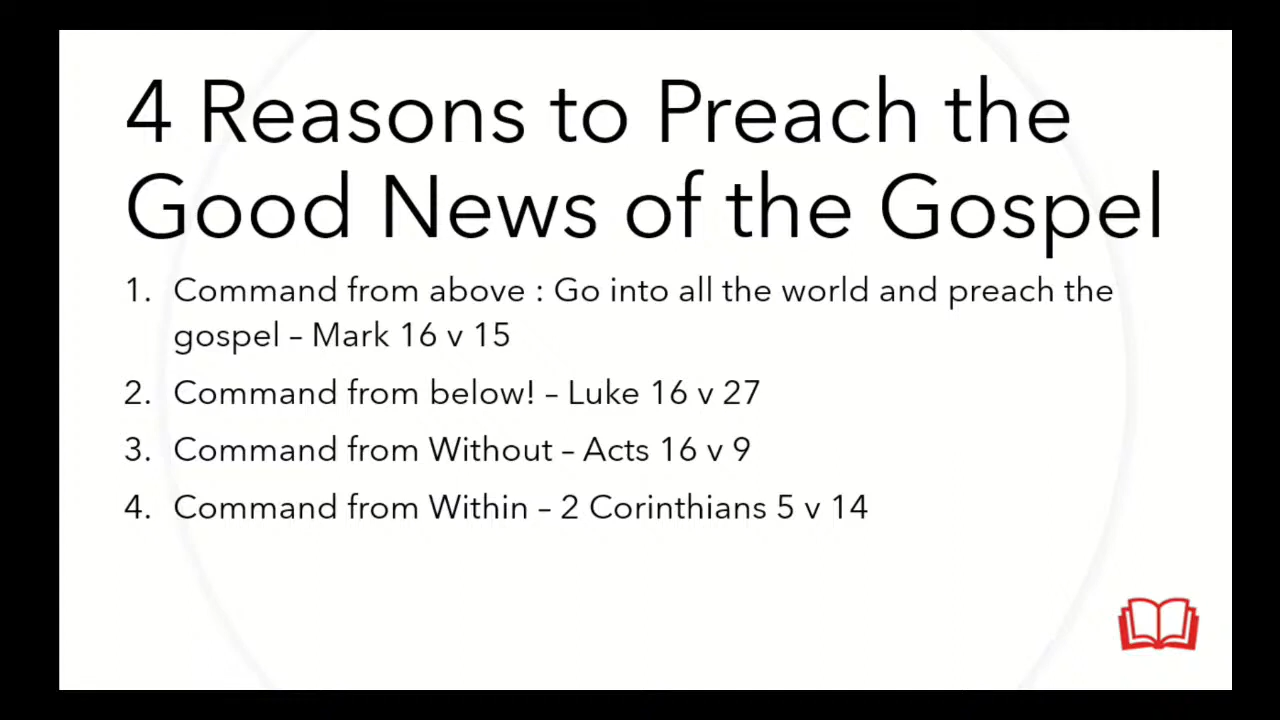 4 Reasons to Preach the
Good News of the Gospel
1. Command from above : Go into all the world and preach the
gospel – Mark 16 v 15
2. Command from below! – Luke 16 v 27
3. Command from Without – Acts 16 v 9
4. Command from Within – 2 Corinthians 5 v 14